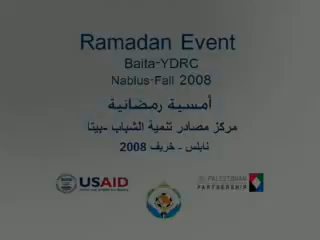 Ramadan Event
Baita-YDRC
Nablus-Fall 2008
أمسية رمضانية
مركز مصادر تنمية الشباب -بيتا
نابلس - خريف 2008
USAID
PALESTINIAN
PARTNERSHIP